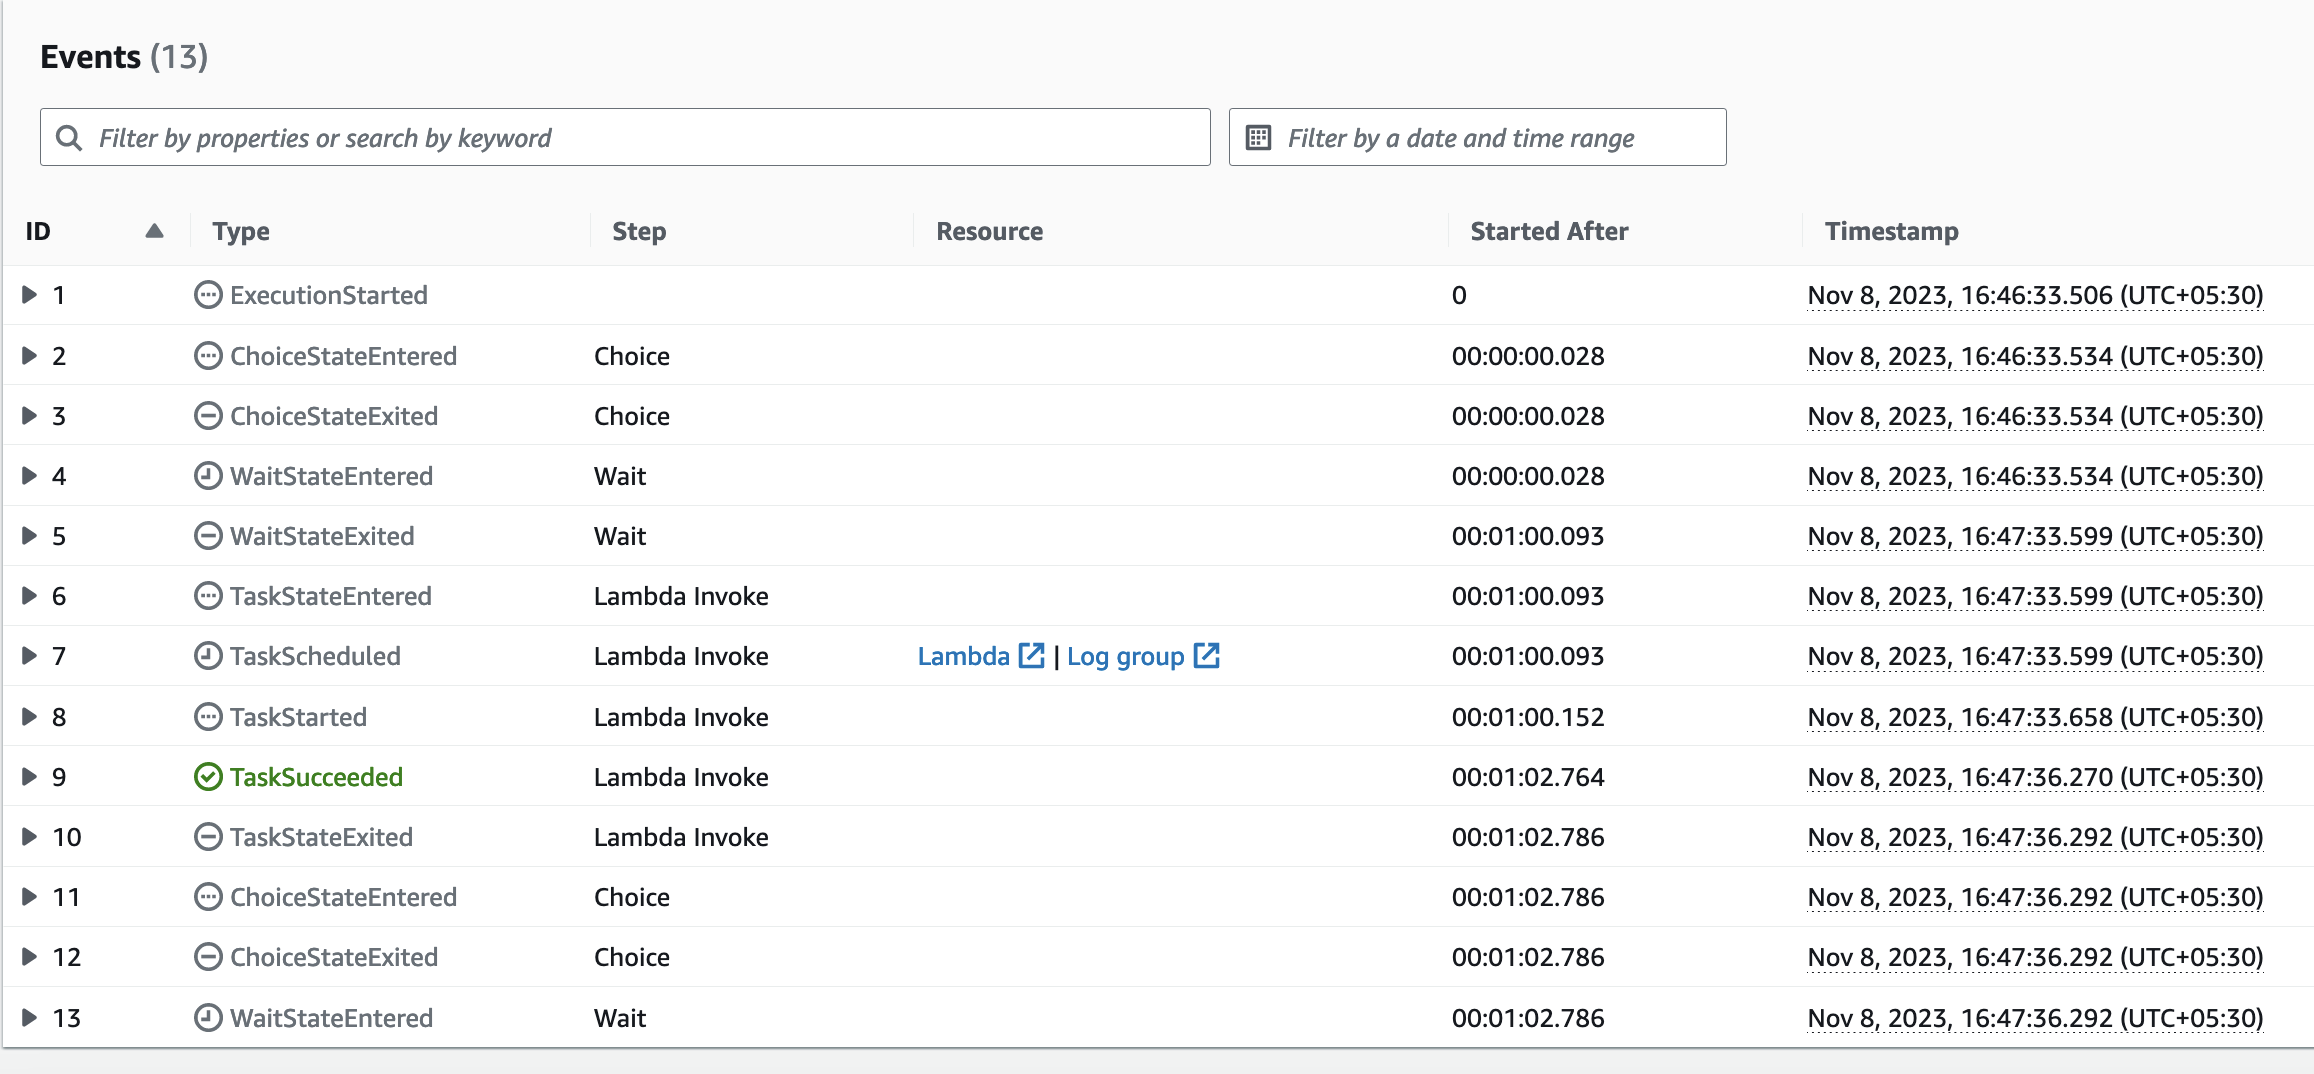 Events (13)
Filter by properties or search by keyword Filter by a date and time range
ID Type Step Resource Started After Timestamp
1 ExecutionStarted 0 Nov 8, 2023, 16:46:33.506 (UTC+05:30)
2 ChoiceStateEntered Choice 00:00:00.028 Nov 8, 2023, 16:46:33.534 (UTC+05:30)
3 ChoiceStateExited Choice 00:00:00.028 Nov 8, 2023, 16:46:33.534 (UTC+05:30)
4 WaitStateEntered Wait 00:00:00.028 Nov 8, 2023, 16:46:33.534 (UTC+05:30)
5 WaitStateExited Wait 00:01:00.093 Nov 8, 2023, 16:47:33.599 (UTC+05:30)
6 TaskStateEntered Lambda Invoke 00:01:00.093 Nov 8, 2023, 16:47:33.599 (UTC+05:30)
7 TaskScheduled Lambda Invoke Lambda | Log group 00:01:00.093 Nov 8, 2023, 16:47:33.599 (UTC+05:30)
8 TaskStarted Lambda Invoke 00:01:00.152 Nov 8, 2023, 16:47:33.658 (UTC+05:30)
9 TaskSucceeded Lambda Invoke 00:01:02.764 Nov 8, 2023, 16:47:36.270 (UTC+05:30)
10 TaskStateExited Lambda Invoke 00:01:02.786 Nov 8, 2023, 16:47:36.292 (UTC+05:30)
11 ChoiceStateEntered Choice 00:01:02.786 Nov 8, 2023, 16:47:36.292 (UTC+05:30)
12 ChoiceStateExited Choice 00:01:02.786 Nov 8, 2023, 16:47:36.292 (UTC+05:30)
13 WaitStateEntered Wait 00:01:02.786 Nov 8, 2023, 16:47:36.292 (UTC+05:30)